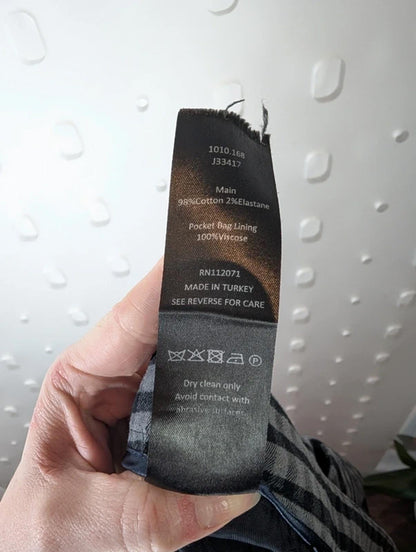 1010.168
J33417
Main
98%Cotton 2%Elastane
Pocket Bag Lining
100%Viscose
RN112071
MADE IN TURKEY
SEE REVERSE FOR CARE
P
Dry clean only
Avoid contact with
abrasive surfaces